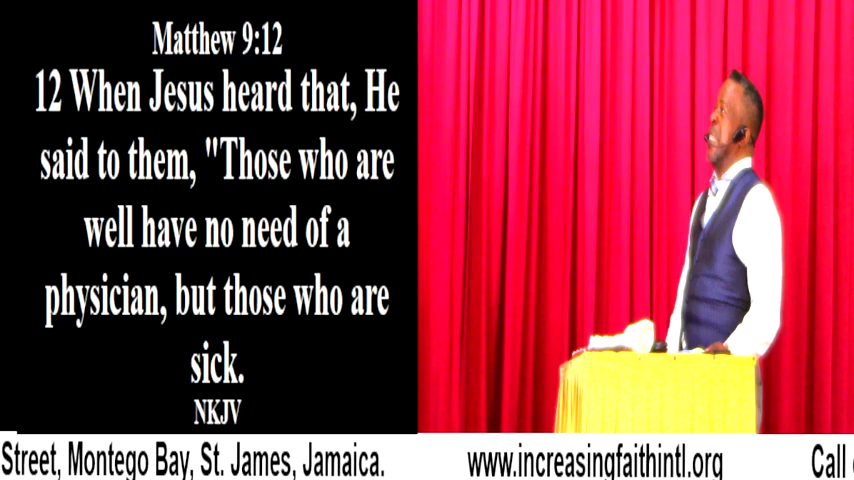 Matthew 9:12
12 When Jesus heard that, He
said to them, "Those who are
well have no need of a
physician, but those who are
sick.
NKJV
Street, Montego Bay, St. James, Jamaica. www.increasingfaithintl.org Call